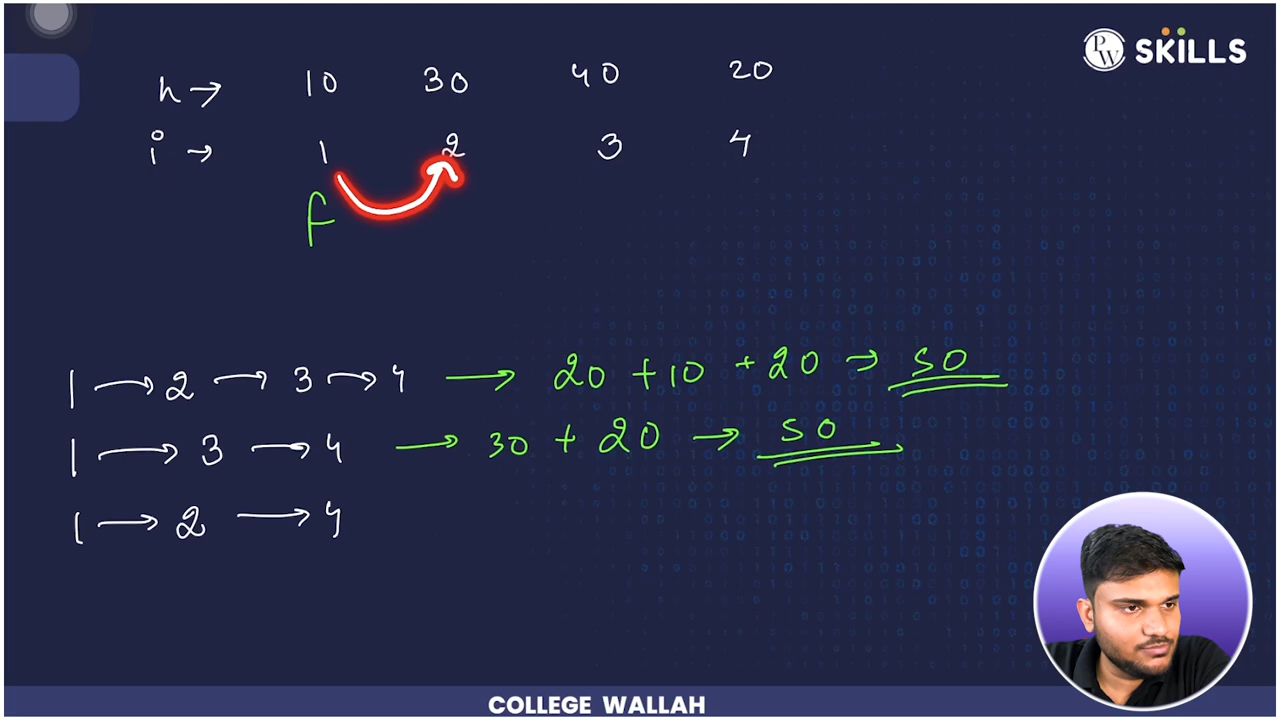 PW SKILLS
h → 10 30 40 20
i → 1 2 3 4
f
1 → 2 → 3 → 4 → 20 + 10 + 20 → 50
1 → 3 → 4 → 30 + 20 → 50
1 → 2 → 4
COLLEGE WALLAH